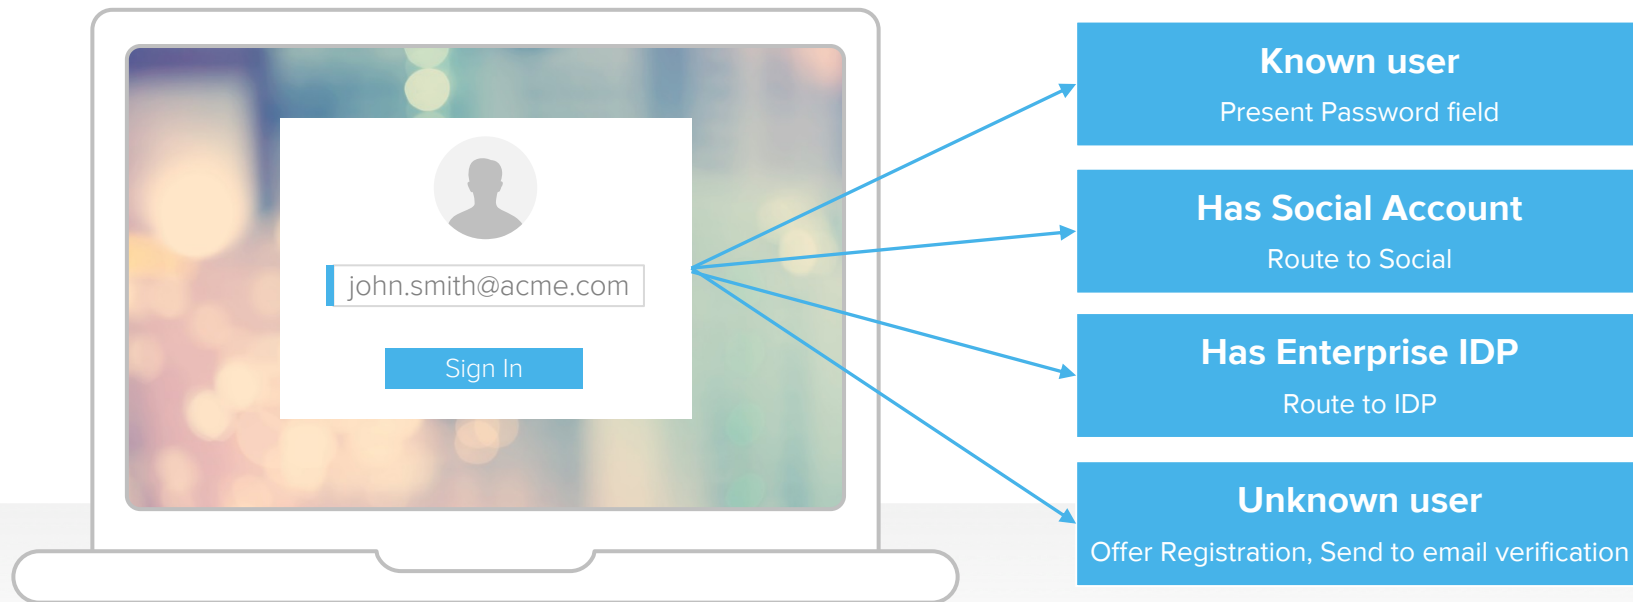 john.smith@acme.com
Sign In
Known user
Present Password field
Has Social Account
Route to Social
Has Enterprise IDP
Route to IDP
Unknown user
Offer Registration, Send to email verification